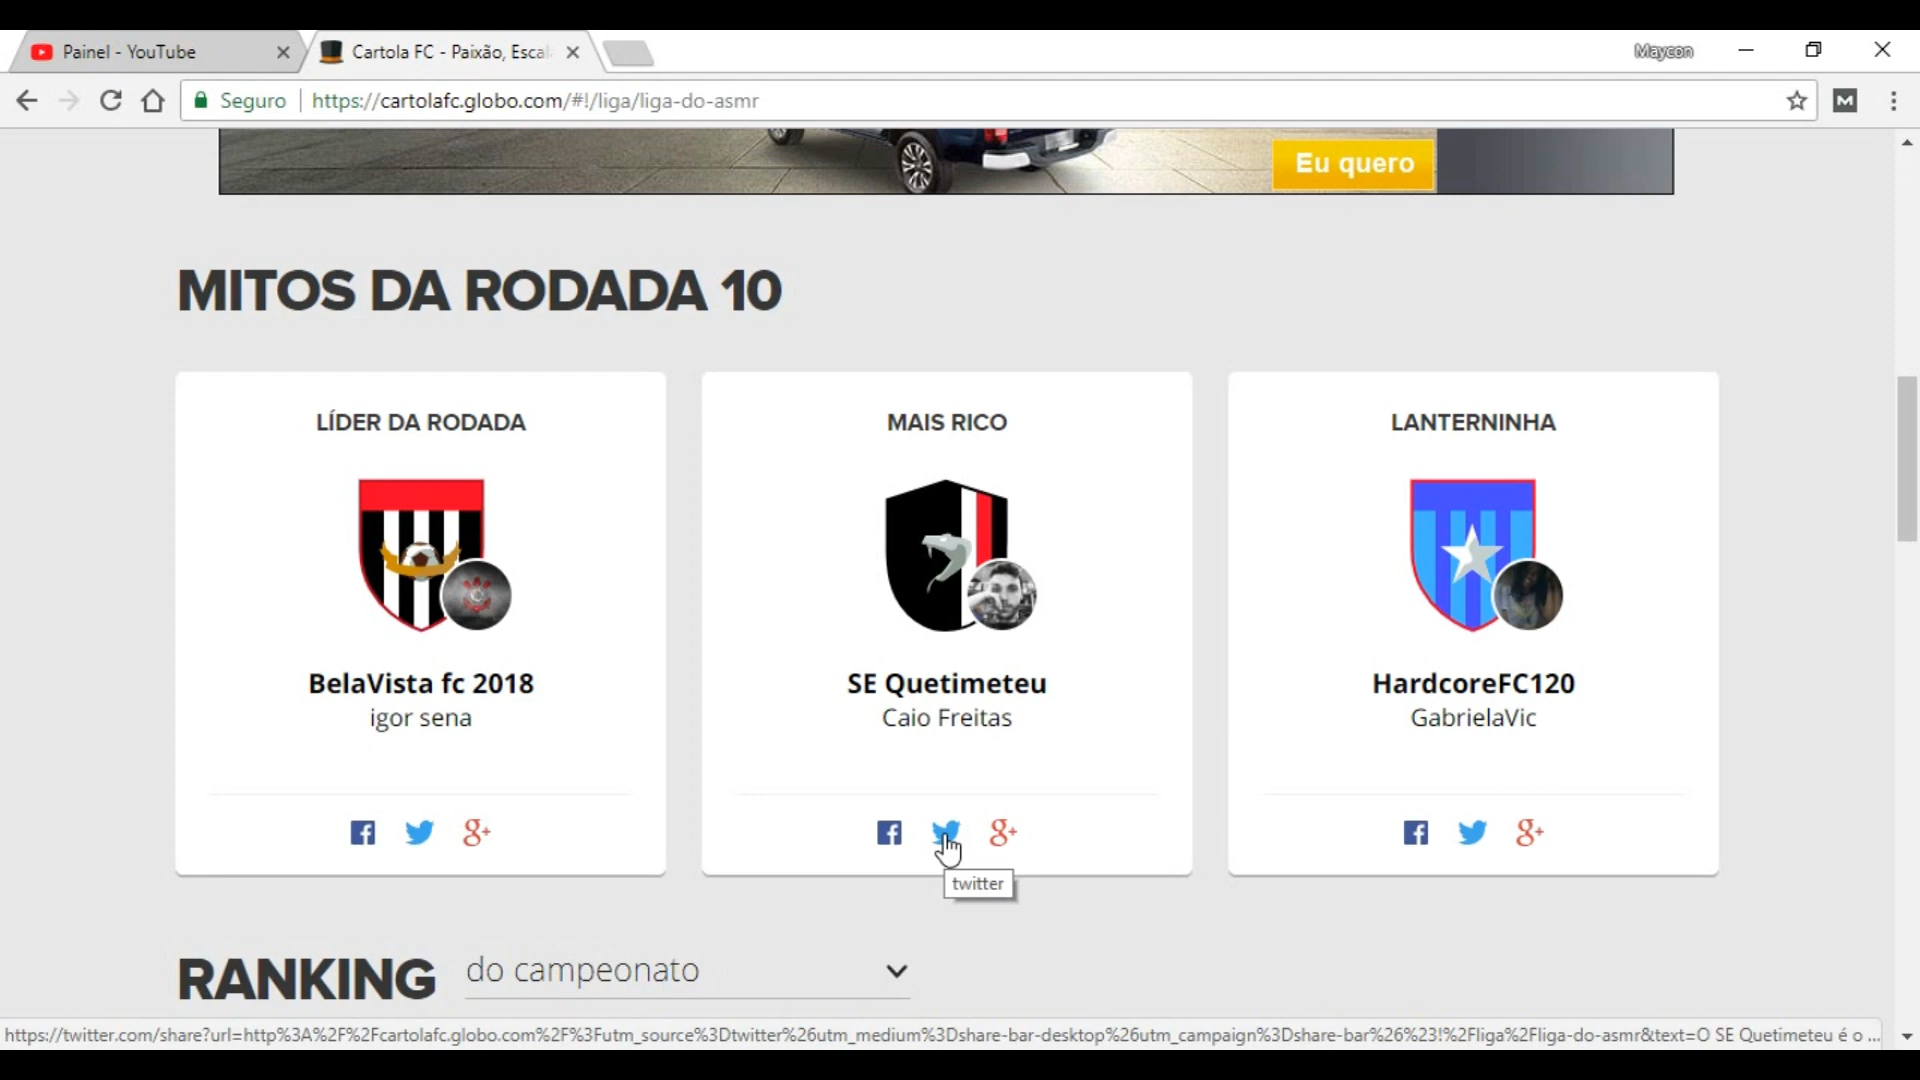 Painel - YouTube
Cartola FC - Paixão, Escal
Maycon
Seguro
https://cartolafc.globo.com/#!/liga/liga-do-asmr
Eu quero
MITOS DA RODADA 10
LÍDER DA RODADA
BelaVista fc 2018
igor sena
MAIS RICO
SE Quetimeteu
Caio Freitas
twitter
LANTERNINHA
HardcoreFC120
GabrielaVic
RANKING do campeonato
https://twitter.com/share?url=http%3A%2F%2Fcartolafc.globo.com%2F%3Futm_source%3Dtwitter%26utm_medium%3Dshare-bar-desktop%26utm_campaign%3Dshare-bar%26%23!%2Fliga%2Fliga-do-asmr&text=O SE Quetimeteu é o ...